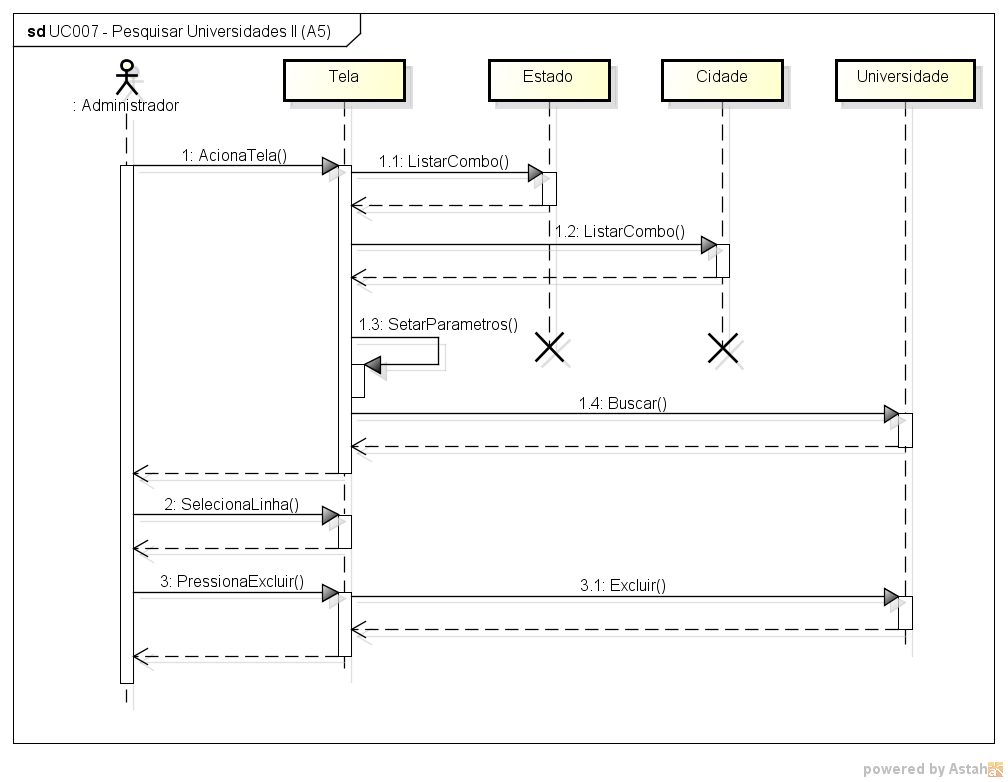 sd UC007 - Pesquisar Universidades II (A5)
Tela
Estado
Cidade
Universidade
: Administrador
1: AcionaTela()
1.1: ListarCombo()
1.2: ListarCombo()
1.3: SetarParametros()
1.4: Buscar()
2: SelecionaLinha()
3: PressionaExcluir()
3.1: Excluir()
powered by Astah